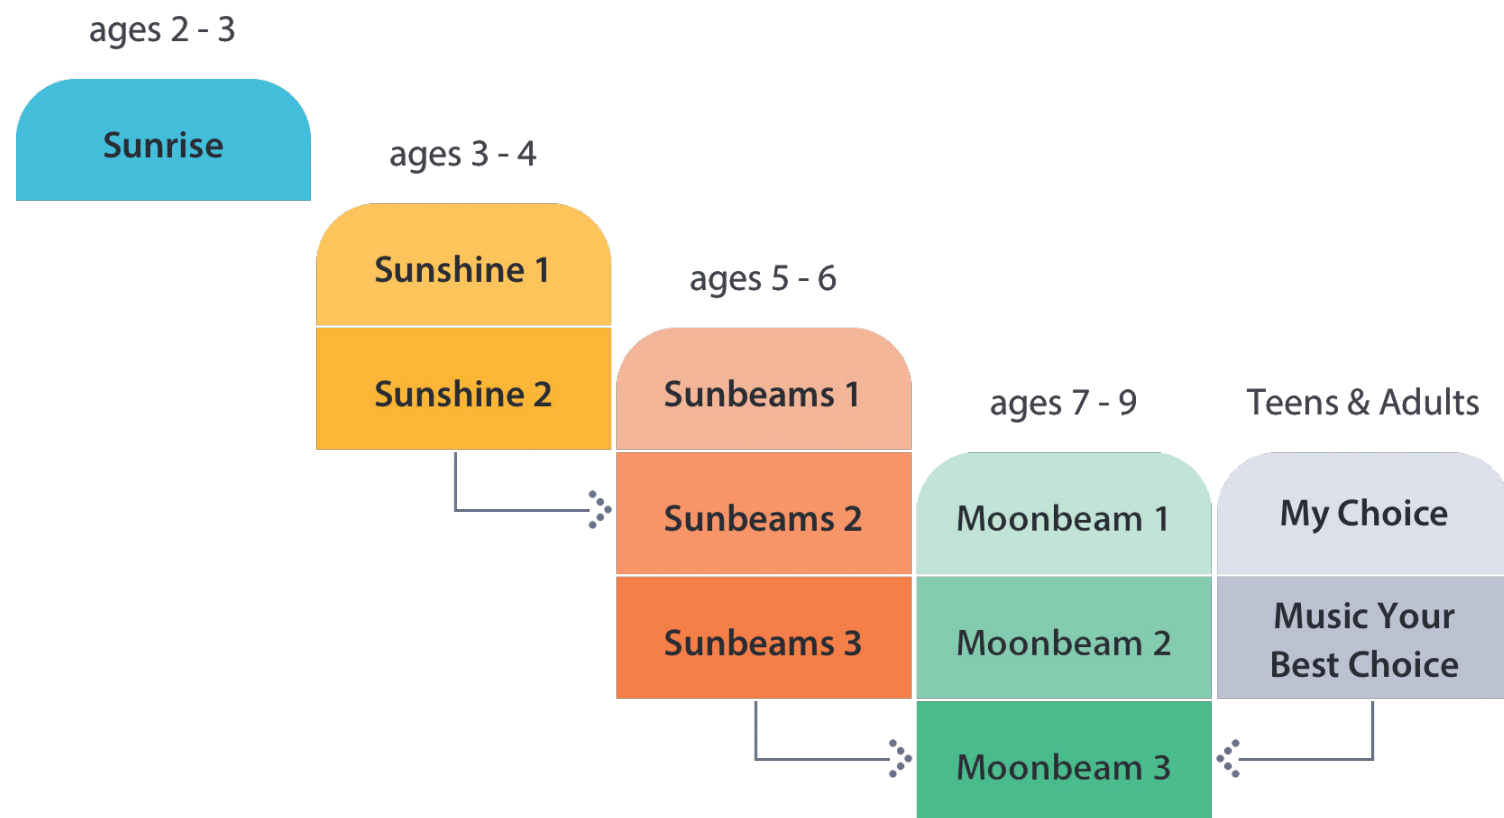 ages 2 - 3
Sunrise
ages 3 - 4
Sunshine 1
Sunshine 2
ages 5 - 6
Sunbeams 1
Sunbeams 2
Sunbeams 3
ages 7 - 9
Moonbeam 1
Moonbeam 2
Moonbeam 3
Teens & Adults
My Choice
Music Your
Best Choice